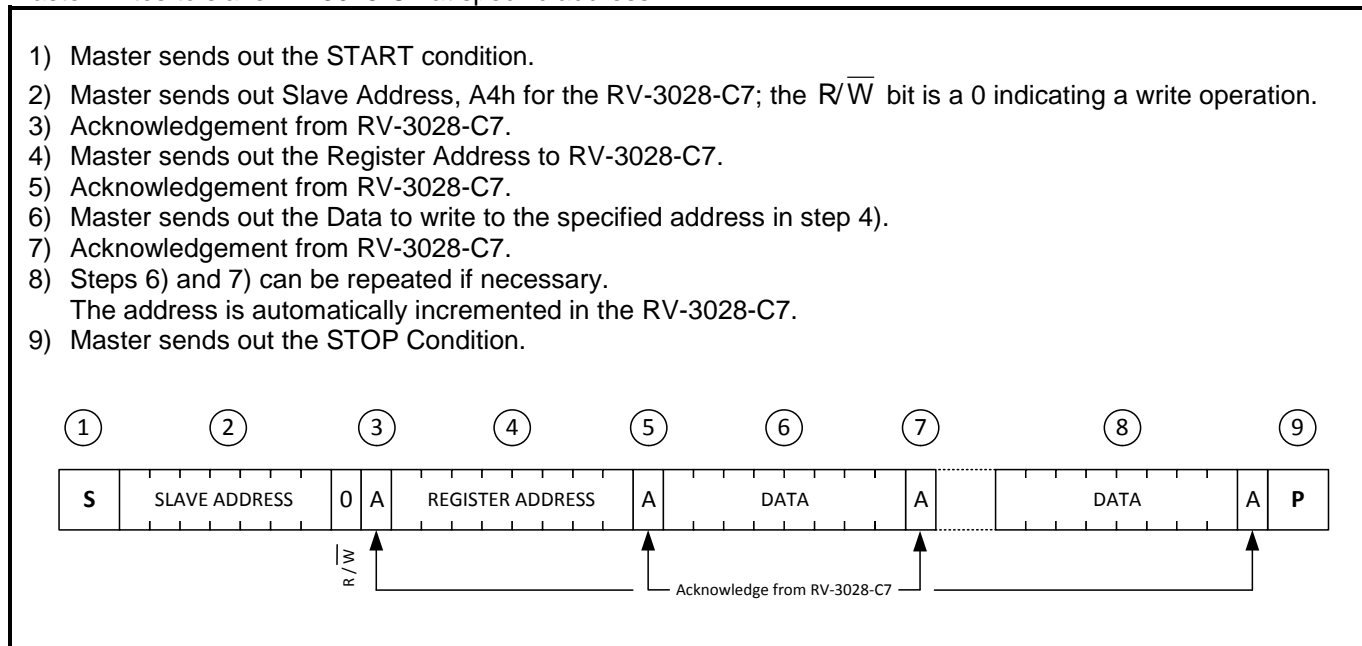 1) Master sends out the START condition.
2) Master sends out Slave Address, A4h for the RV-3028-C7; the R/W̅ bit is a 0 indicating a write operation.
3) Acknowledgement from RV-3028-C7.
4) Master sends out the Register Address to RV-3028-C7.
5) Acknowledgement from RV-3028-C7.
6) Master sends out the Data to write to the specified address in step 4).
7) Acknowledgement from RV-3028-C7.
8) Steps 6) and 7) can be repeated if necessary.
The address is automatically incremented in the RV-3028-C7.
9) Master sends out the STOP Condition.
1 2 3 4 5 6 7 8 9
S SLAVE ADDRESS 0 A REGISTER ADDRESS A DATA A DATA A P
R/W̅
Acknowledge from RV-3028-C7